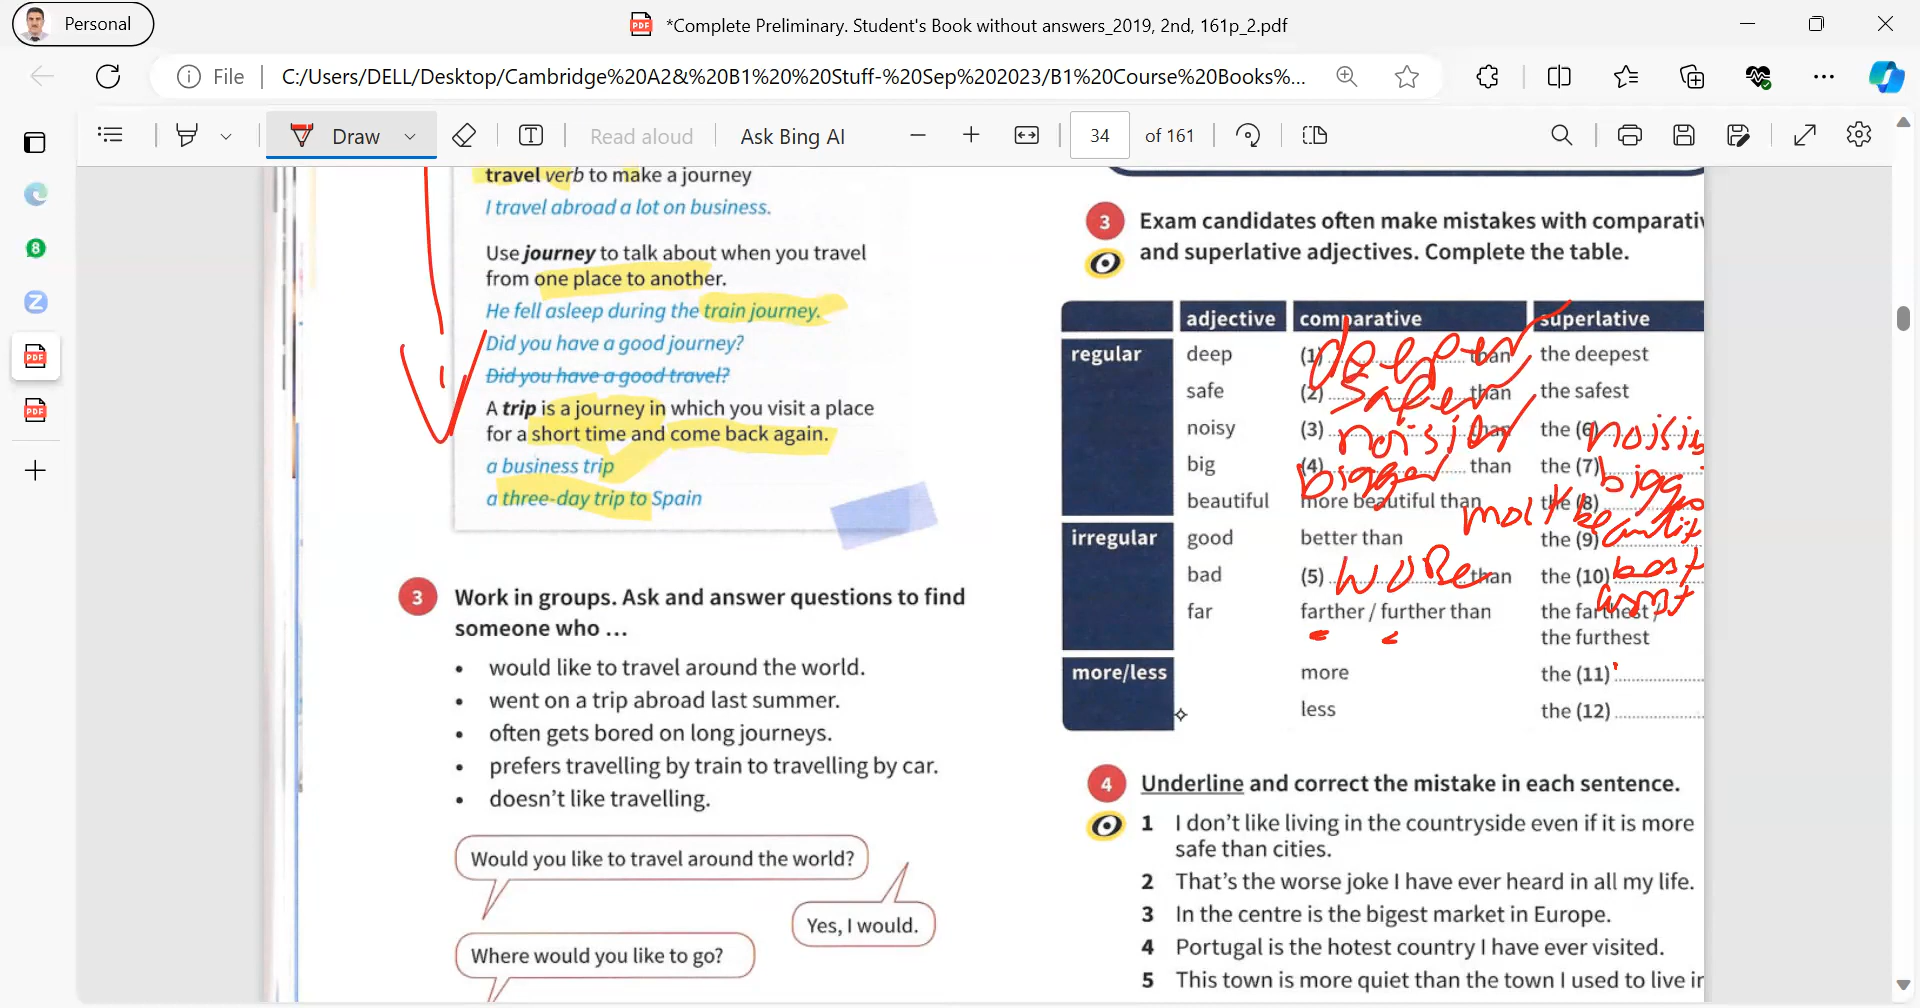 Personal
*Complete Preliminary. Student's Book without answers_2019, 2nd, 161p_2.pdf
File
C:/Users/DELL/Desktop/Cambridge%20A2&%20B1%20%20Stuff-%20Sep%202023/B1%20Course%20Books%...
Draw
Read aloud
Ask Bing AI
34
of 161
8
travel verb to make a journey
I travel abroad a lot on business.
Use journey to talk about when you travel
from one place to another.
He fell asleep during the train journey.
Did you have a good journey?
Did you have a good travel?
A trip is a journey in which you visit a place
for a short time and come back again.
a business trip
a three-day trip to Spain
3 Work in groups. Ask and answer questions to find
someone who ...
• would like to travel around the world.
• went on a trip abroad last summer.
• often gets bored on long journeys.
• prefers travelling by train to travelling by car.
• doesn't like travelling.
Would you like to travel around the world?
Yes, I would.
Where would you like to go?
3 Exam candidates often make mistakes with comparativ
and superlative adjectives. Complete the table.
adjective comparative superlative
regular deep (1) deeper than the deepest
safe (2) safer than the safest
noisy (3) noisier than the (6)
big (4) bigger than the (7)
beautiful more beautiful than the (8)
irregular good better than the (9)
bad (5) than the (10) best
far farther / further than the farthest / worst
the furthest
more/less more the (11)
less the (12)
4 Underline and correct the mistake in each sentence.
1 I don't like living in the countryside even if it is more
safe than cities.
2 That's the worse joke I have ever heard in all my life.
3 In the centre is the bigest market in Europe.
4 Portugal is the hotest country I have ever visited.
5 This town is more quiet than the town I used to live in